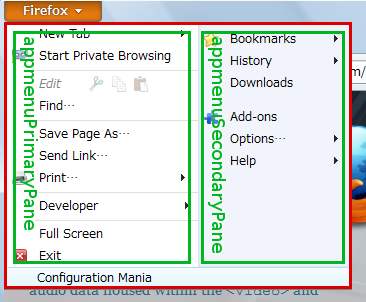 Firefox
New Tab
Start Private Browsing
Edit
Find...
Save Page As...
Send Link...
Print...
Developer
Full Screen
Exit
appmenuPrimaryPane
Bookmarks
History
Downloads
Add-ons
Options...
Help
appmenuSecondaryPane
Configuration Mania
audio data housed within the <video> and